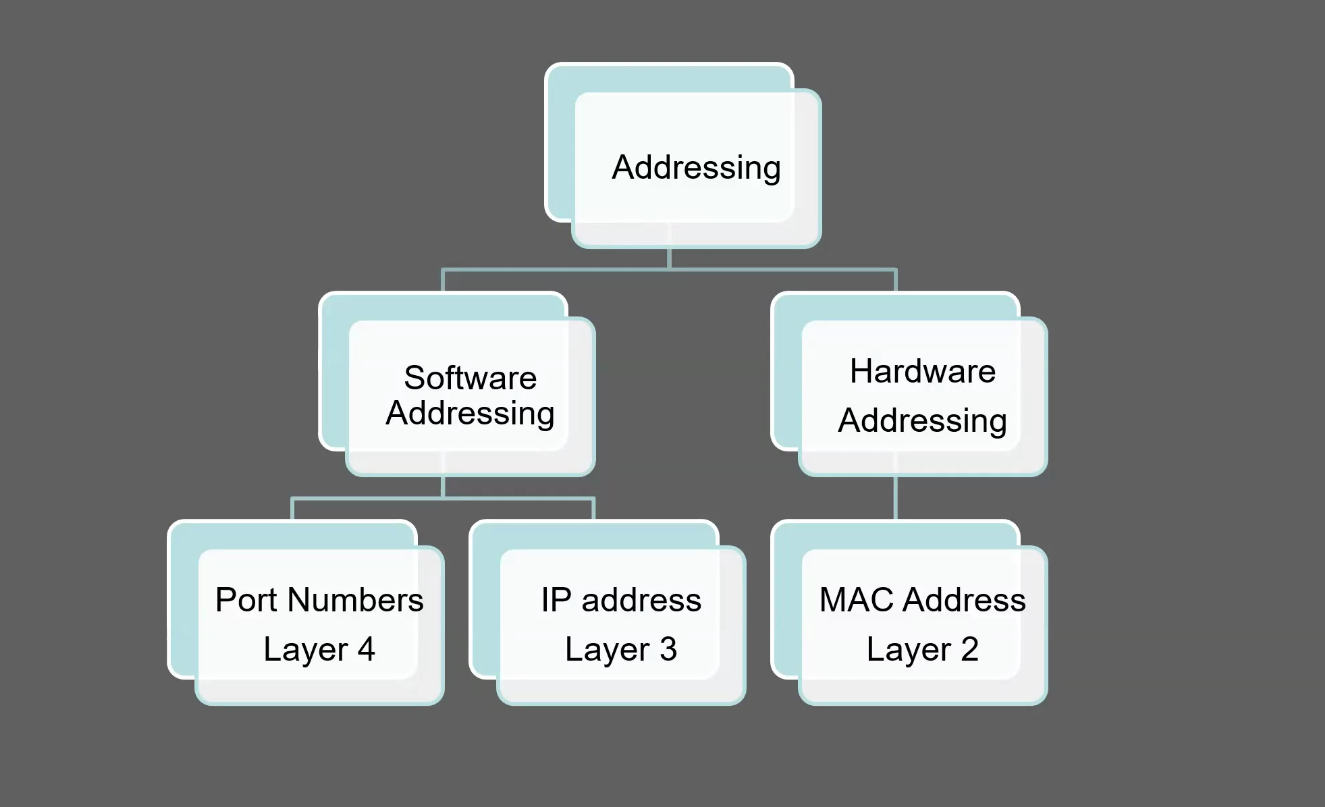 Addressing
Software
Addressing
Hardware
Addressing
Port Numbers
Layer 4
IP address
Layer 3
MAC Address
Layer 2